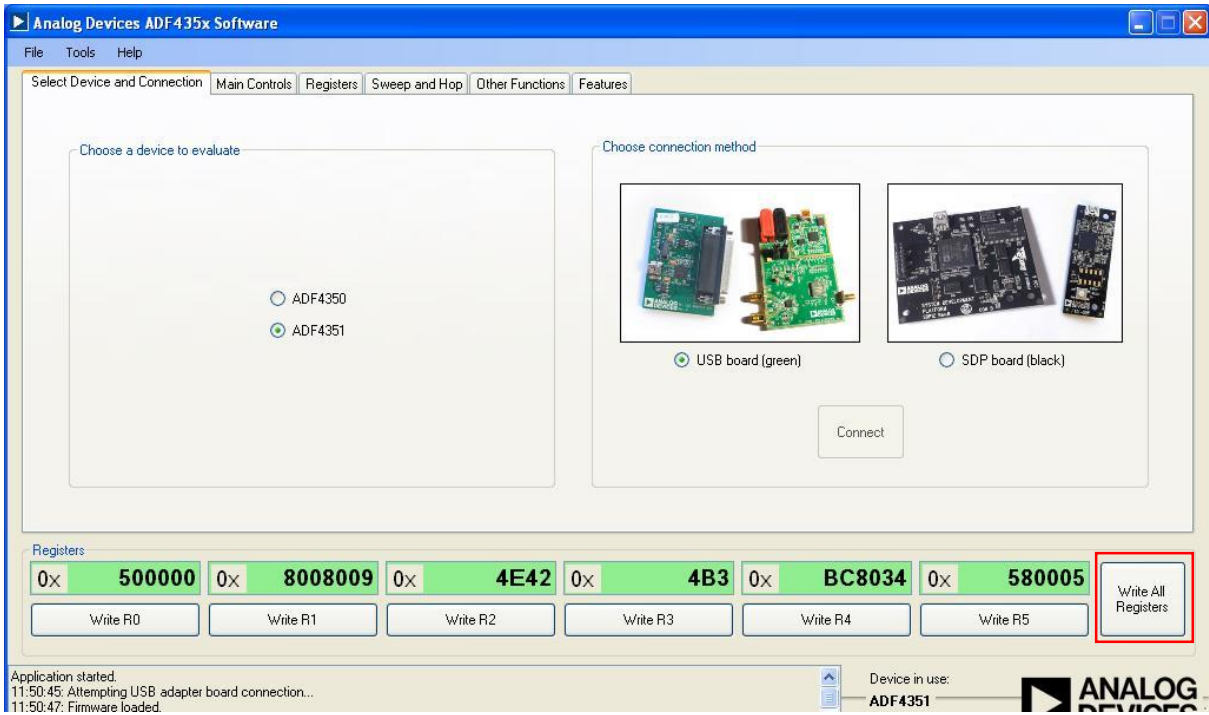 Analog Devices ADF435x Software
File Tools Help
Select Device and Connection Main Controls Registers Sweep and Hop Other Functions Features
Choose a device to evaluate
ADF4350
ADF4351
Choose connection method
USB board (green)
SDP board (black)
Connect
Registers
0x 500000 0x 8008009 0x 4E42 0x 4B3 0x BC8034 0x 580005
Write R0 Write R1 Write R2 Write R3 Write R4 Write R5
Write All
Registers
Application started.
11:50:45: Attempting USB adapter board connection...
11:50:47: Firmware loaded.
Device in use:
ADF4351
ANALOG
DEVICES